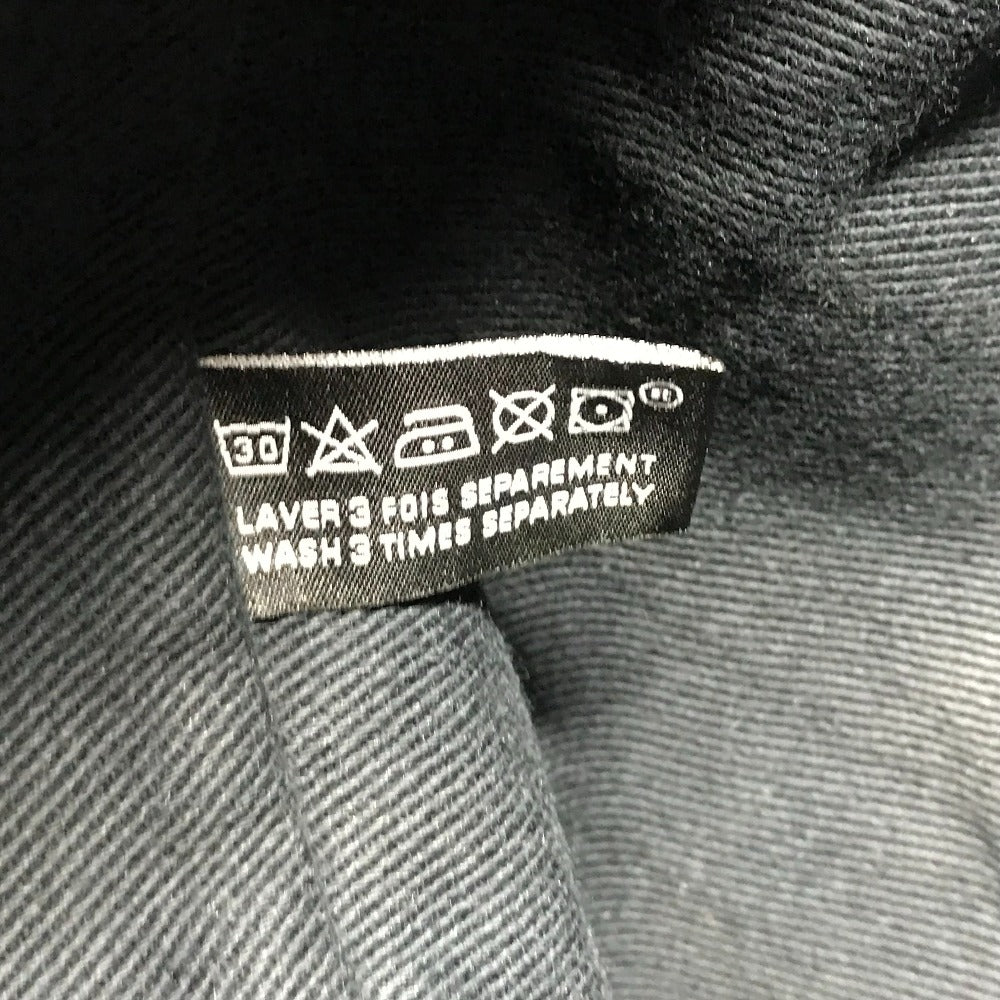 30
LAVER 3 FOIS SEPAREMENT
WASH 3 TIMES SEPARATELY